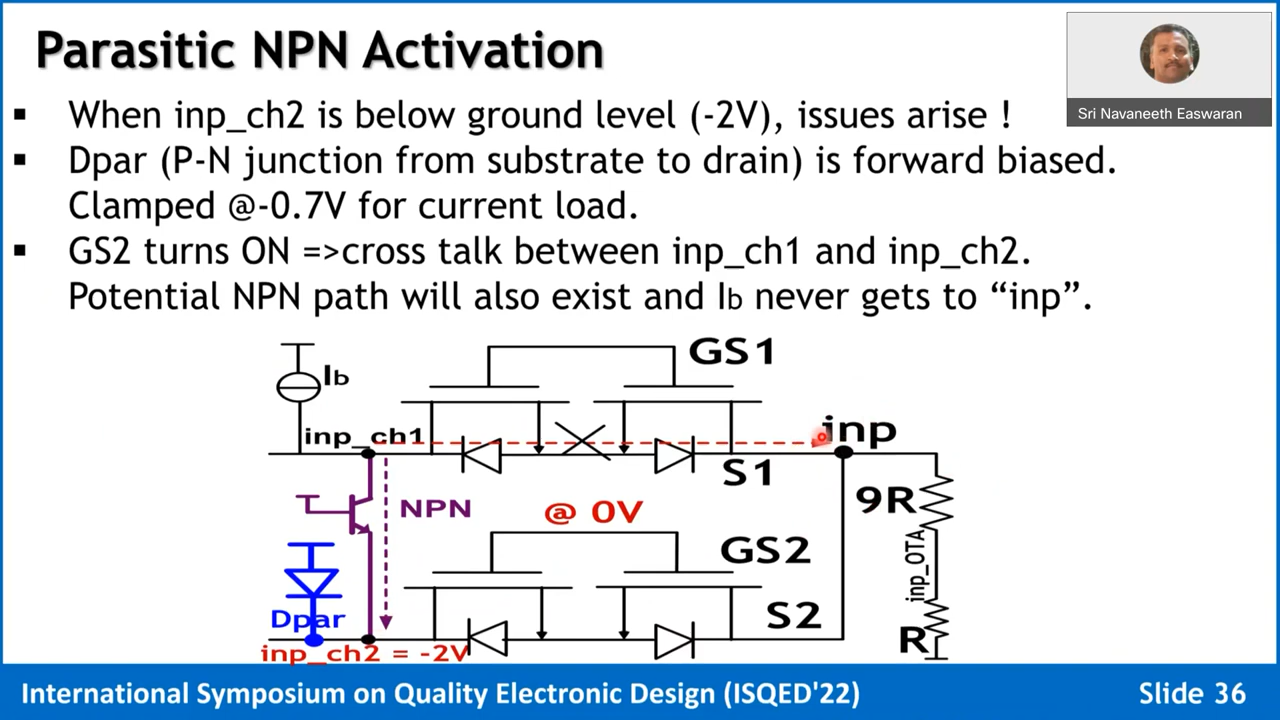 Parasitic NPN Activation
Sri Navaneeth Easwaran
▪ When inp_ch2 is below ground level (-2V), issues arise !
▪ Dpar (P-N junction from substrate to drain) is forward biased.
Clamped @-0.7V for current load.
▪ GS2 turns ON =>cross talk between inp_ch1 and inp_ch2.
Potential NPN path will also exist and Ib never gets to “inp”.
GS1
Ib
inp_ch1
inp
S1
9R
NPN
@ 0V
GS2
inp_OTA
Dpar
S2
R
inp_ch2 = -2V
International Symposium on Quality Electronic Design (ISQED'22)
Slide 36